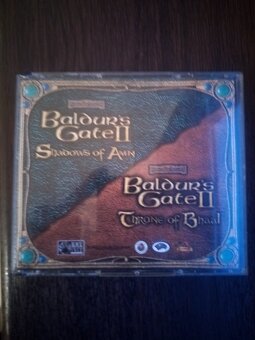 Baldur's
Gate II
Shadows of Amn
Baldur's
Gate II
Throne of Bhaal